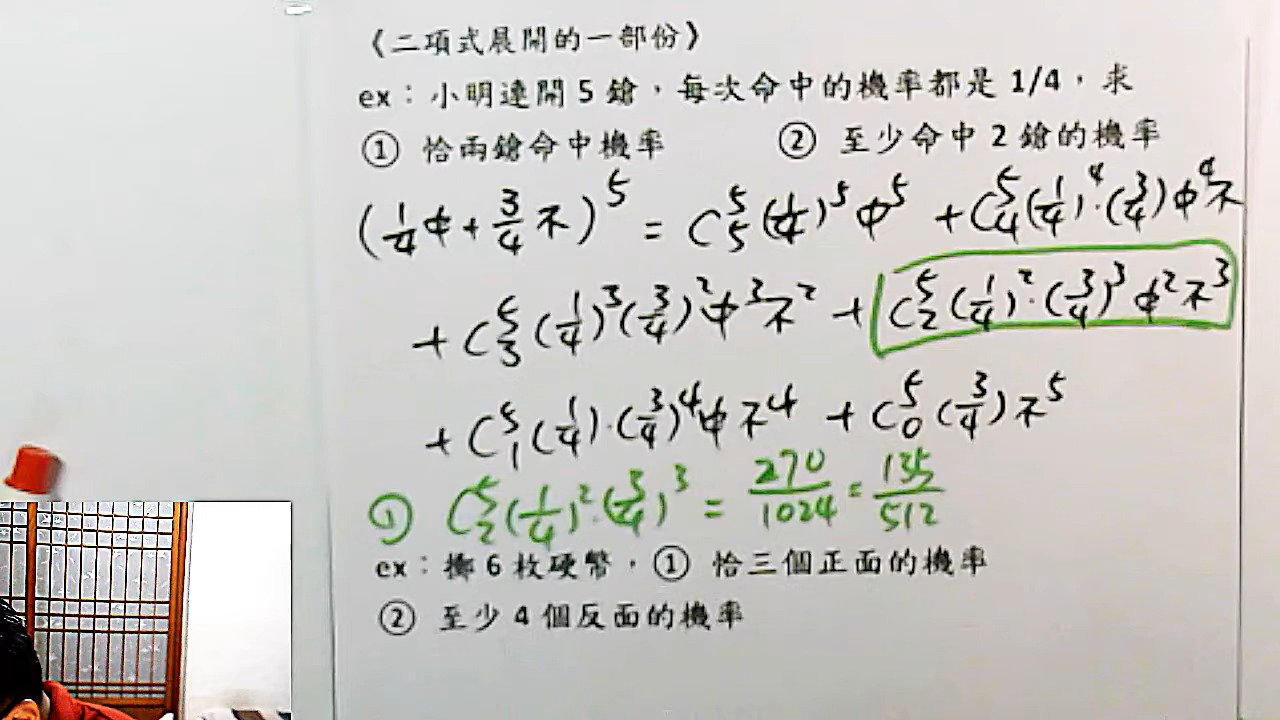 《二項式展開的一部份》
ex：小明連開 5 鎗，每次命中的機率都是 1/4，求
① 恰兩鎗命中機率 ② 至少命中 2 鎗的機率
(1/4 中 + 3/4 不)^5 = C^5_5 (1/4)^5 中^5 + C^5_4 (1/4)^4 · (3/4) 中^4 不
+ C^5_3 (1/4)^3 (3/4)^2 中^3 不^2 + C^5_2 (1/4)^2 · (3/4)^3 中^2 不^3
+ C^5_1 (1/4) · (3/4)^4 中 不^4 + C^5_0 (3/4) 不^5
① C^5_2 (1/4)^2 · (3/4)^3 = 270/1024 = 135/512
ex：擲 6 枚硬幣，① 恰三個正面的機率
② 至少 4 個反面的機率